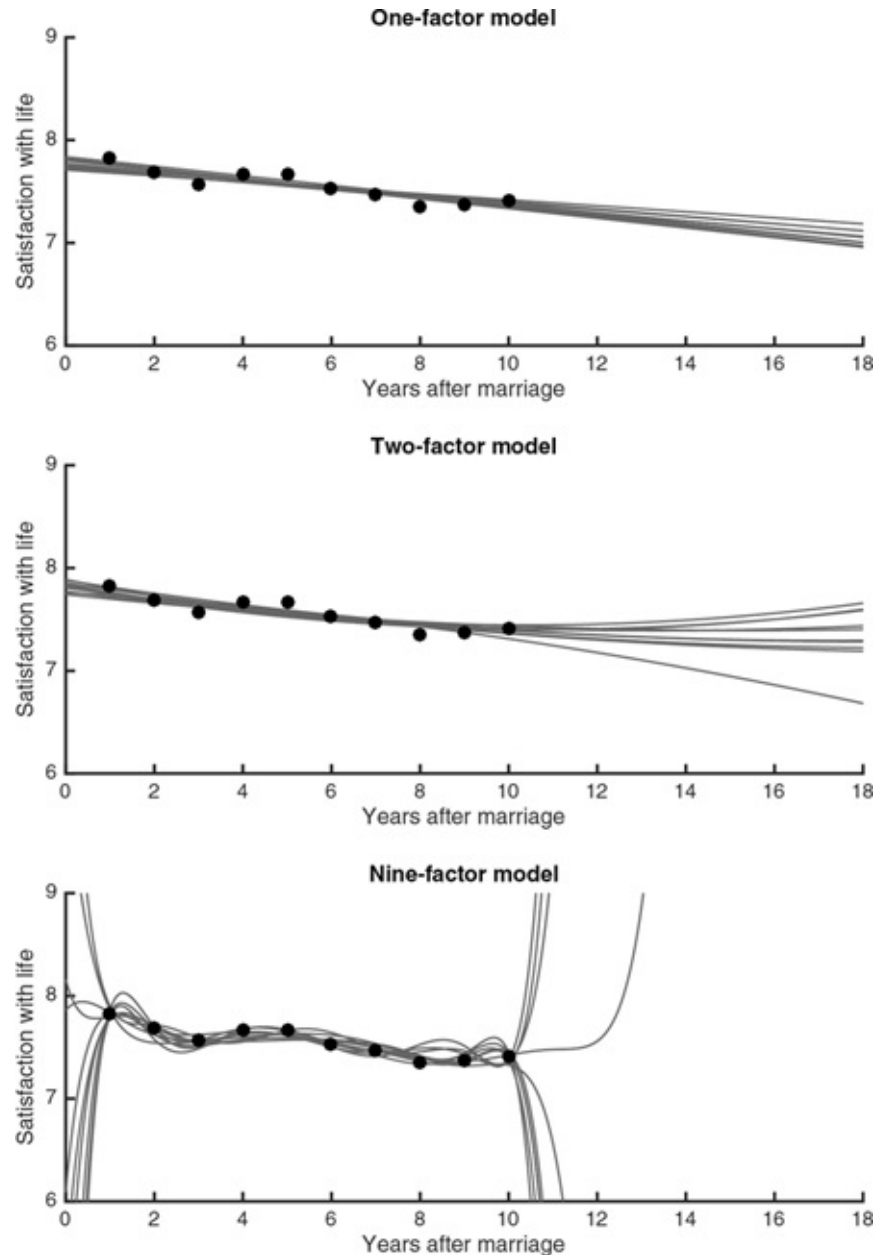 One-factor model
9
8
7
6
Satisfaction with life
0 2 4 6 8 10 12 14 16 18
Years after marriage
Two-factor model
9
8
7
6
Satisfaction with life
0 2 4 6 8 10 12 14 16 18
Years after marriage
Nine-factor model
9
8
7
6
Satisfaction with life
0 2 4 6 8 10 12 14 16 18
Years after marriage